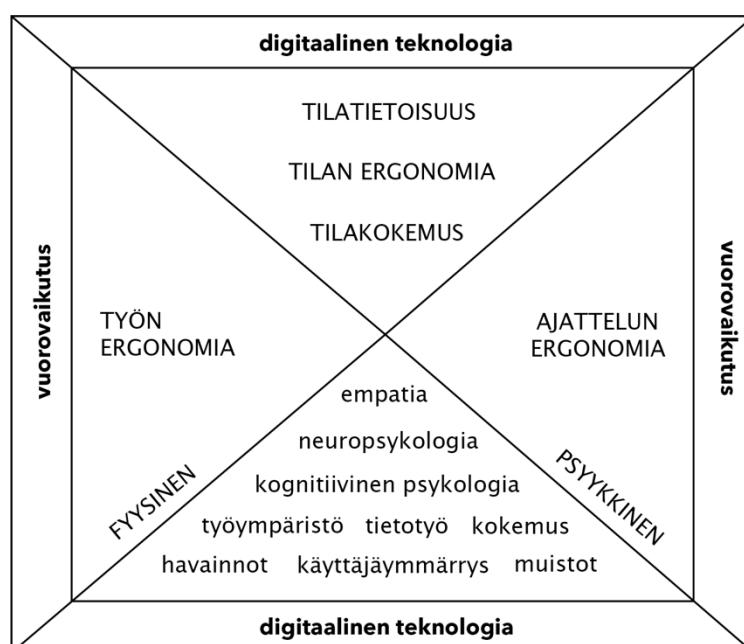 digitaalinen teknologia
TILATIETOISUUS
TILAN ERGONOMIA
TILAKOKEMUS
vuorovaikutus
TYÖN
ERGONOMIA
AJATTELUN
ERGONOMIA
vuorovaikutus
empatia
neuropsykologia
kognitiivinen psykologia
FYYSINEN
PSYYKKINEN
työympäristö tietotyö kokemus
havainnot käyttäjäymmärrys muistot
digitaalinen teknologia